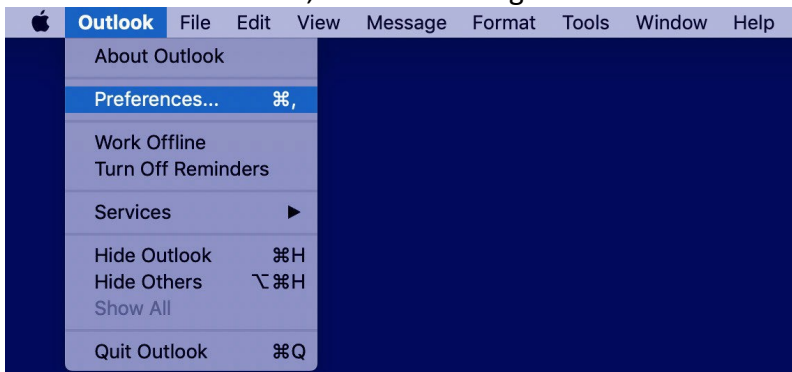 Outlook File Edit View Message Format Tools Window Help
About Outlook
Preferences... ⌘,
Work Offline
Turn Off Reminders
Services ▶
Hide Outlook ⌘H
Hide Others ⌥⌘H
Show All
Quit Outlook ⌘Q